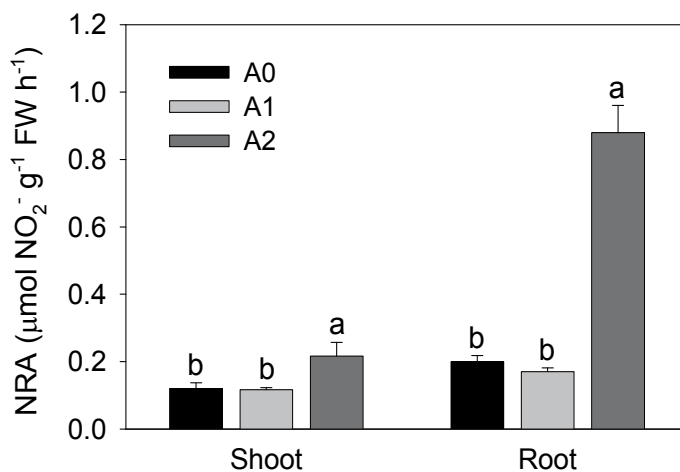 NRA (μmol NO₂⁻ g⁻¹ FW h⁻¹)
1.2
1.0
0.8
0.6
0.4
0.2
0.0
A0
A1
A2
b
b
a
b
b
a
Shoot
Root